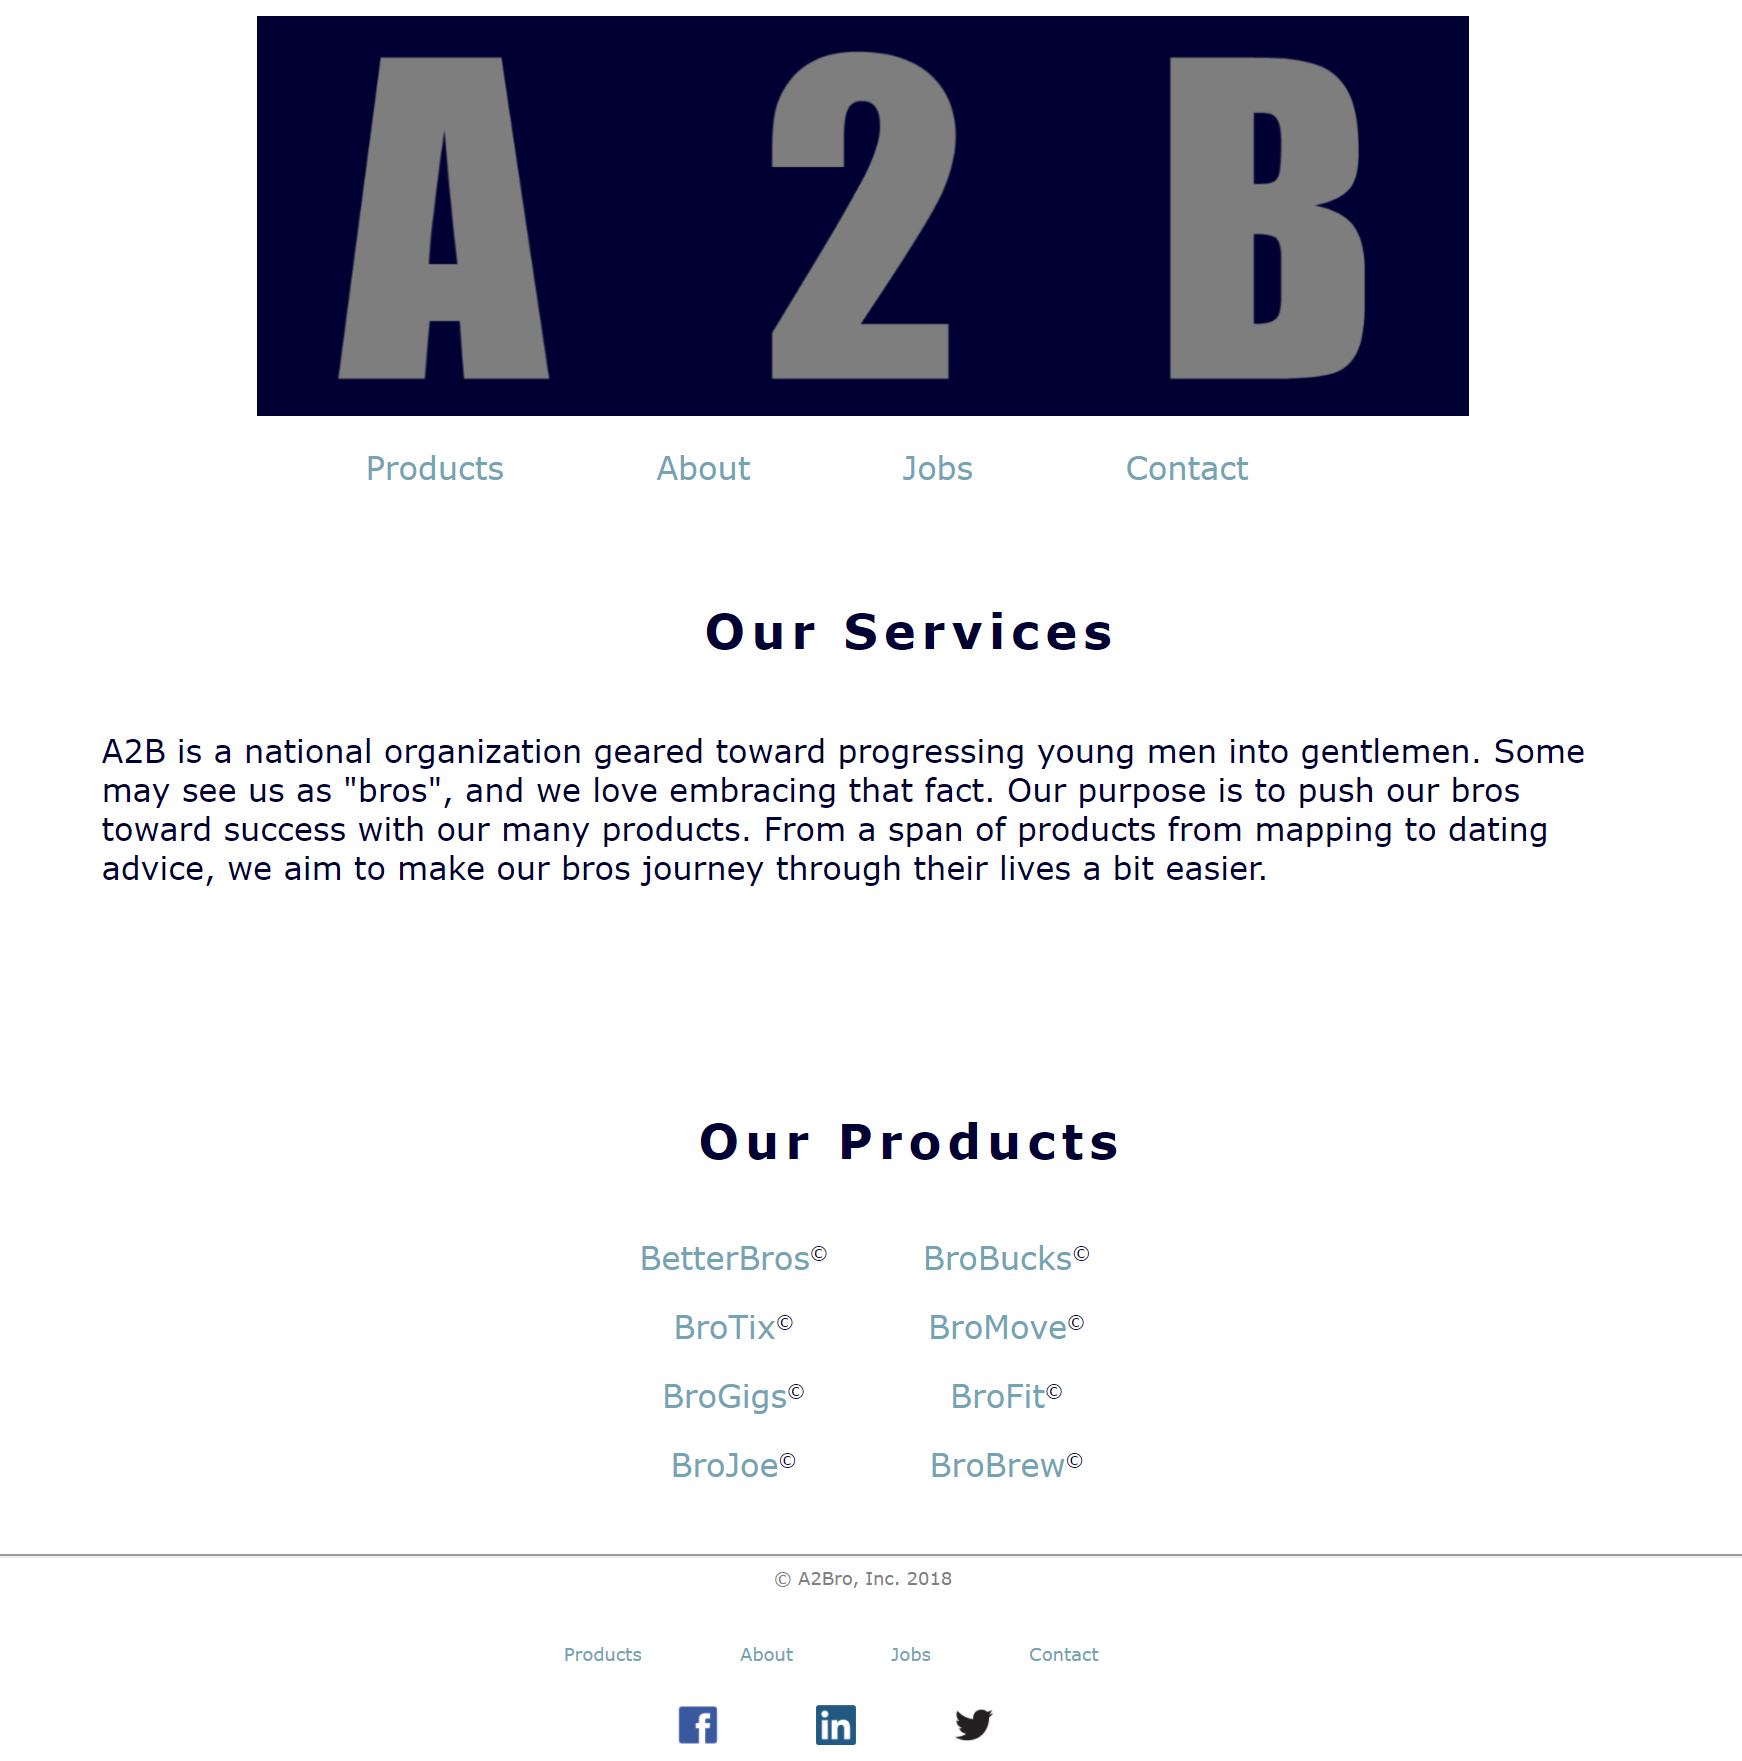 A 2 B
Products About Jobs Contact
Our Services
A2B is a national organization geared toward progressing young men into gentlemen. Some
may see us as "bros", and we love embracing that fact. Our purpose is to push our bros
toward success with our many products. From a span of products from mapping to dating
advice, we aim to make our bros journey through their lives a bit easier.
Our Products
BetterBros© BroBucks©
BroTix© BroMove©
BroGigs© BroFit©
BroJoe© BroBrew©
© A2Bro, Inc. 2018
Products About Jobs Contact
f in